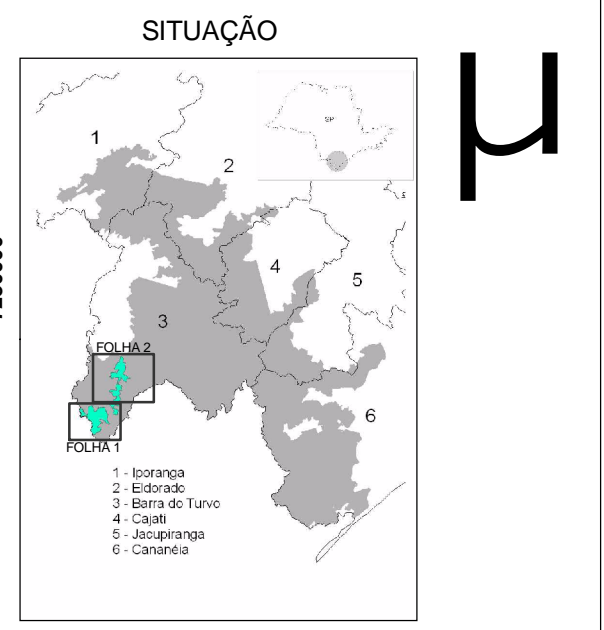 SITUAÇÃO
µ
SP
1
2
4
5
3
FOLHA 2
6
FOLHA 1
1 - Iporanga
2 - Eldorado
3 - Barra do Turvo
4 - Cajati
5 - Jacupiranga
6 - Cananéia